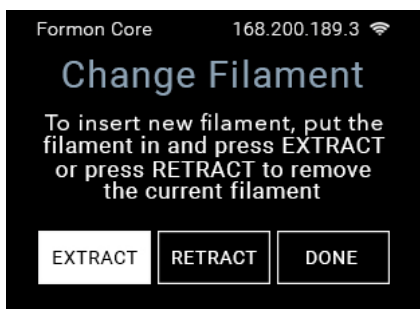 Formon Core 168.200.189.3
Change Filament
To insert new filament, put the
filament in and press EXTRACT
or press RETRACT to remove
the current filament
EXTRACT RETRACT DONE